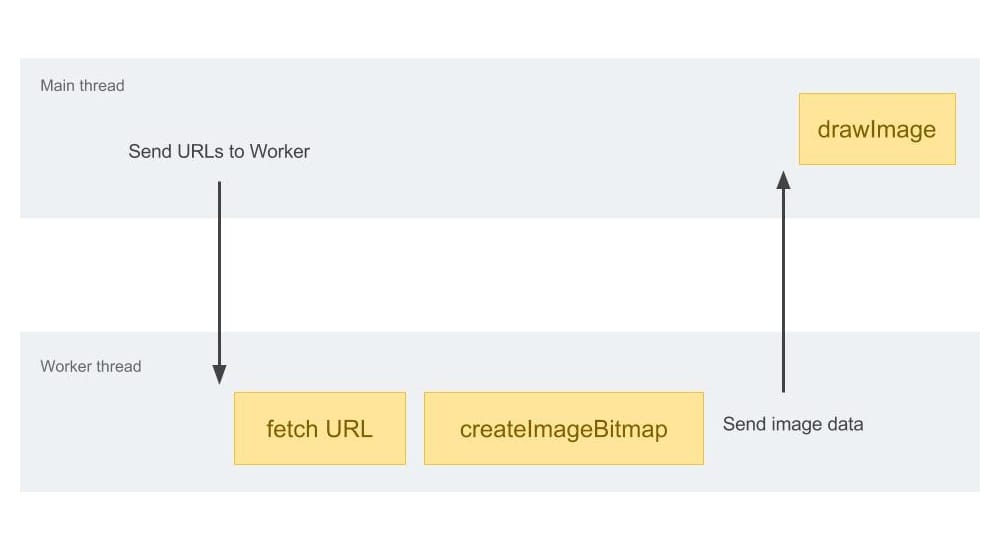 Main thread
drawImage
Send URLs to Worker
Worker thread
fetch URL
createImageBitmap
Send image data